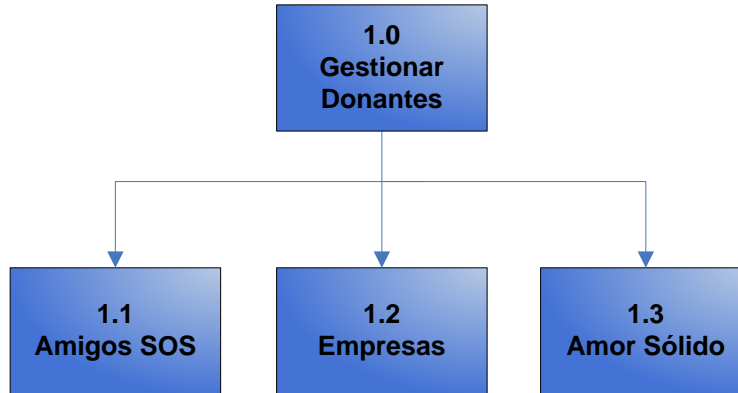 1.0
Gestionar
Donantes
1.1
Amigos SOS
1.2
Empresas
1.3
Amor Sólido